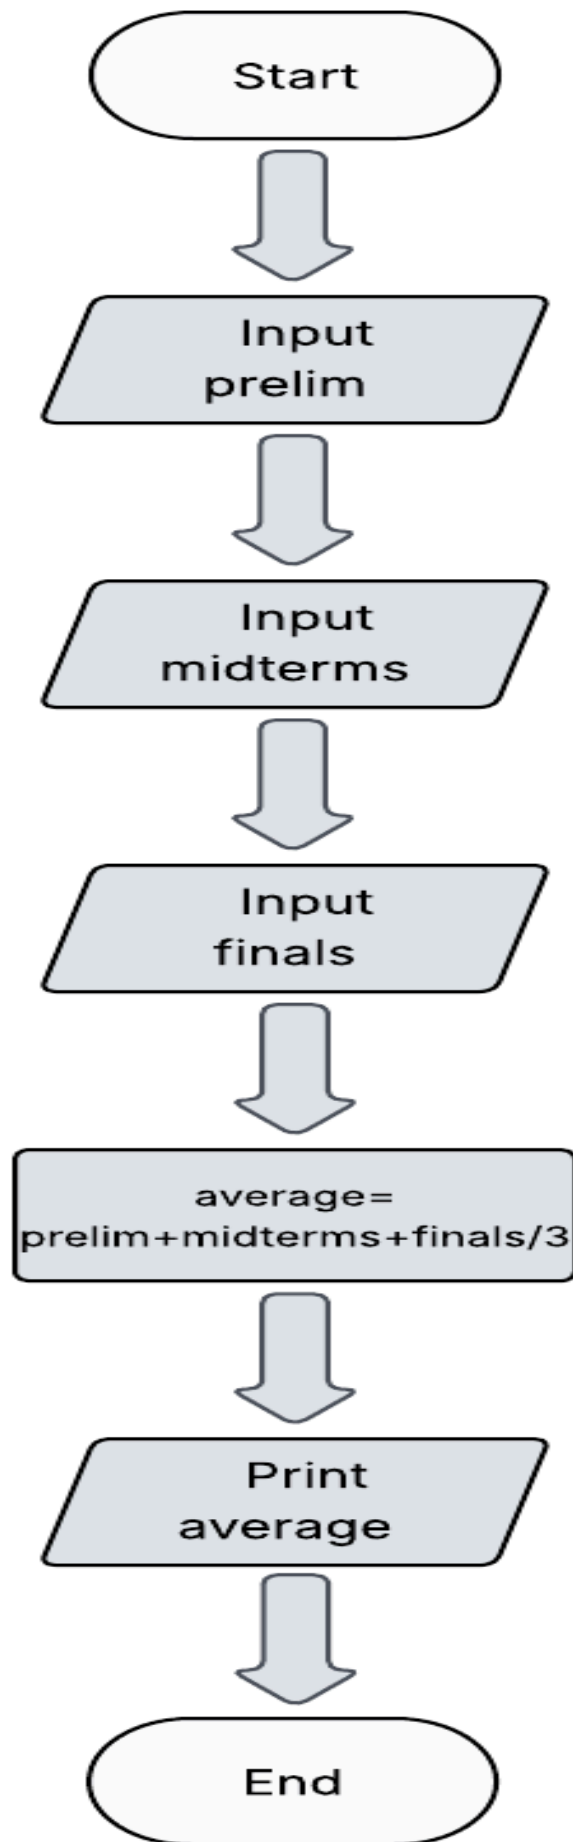 Start
Input
prelim
Input
midterms
Input
finals
average=
prelim+midterms+finals/3
Print
average
End